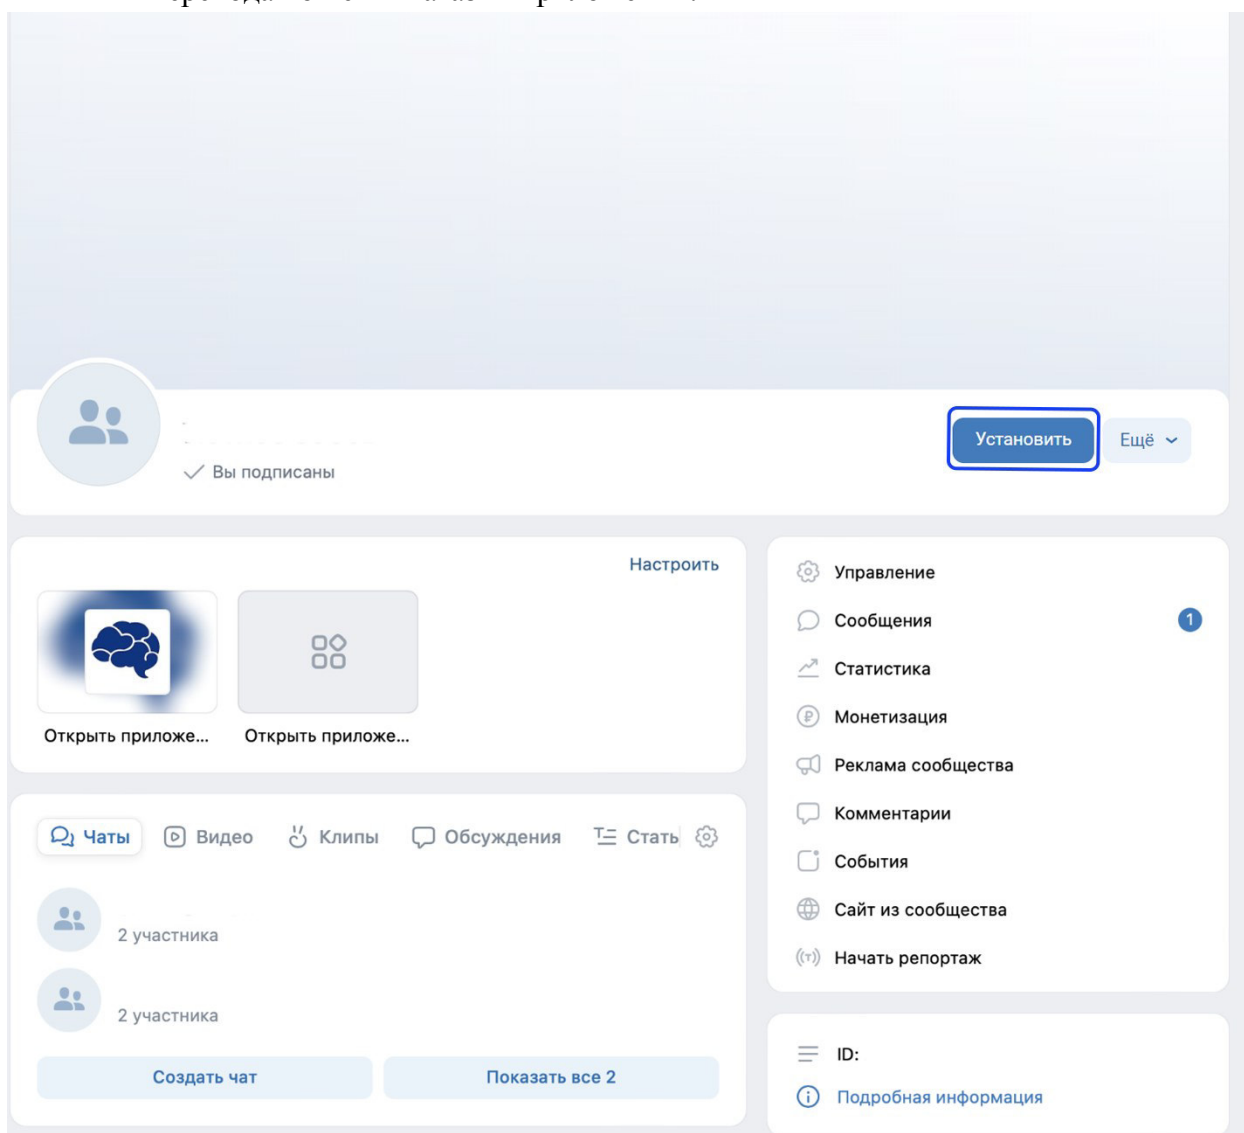 Установить
Ещё
Вы подписаны
Настроить
Открыть приложе...
Открыть приложе...
Чаты
Видео
Клипы
Обсуждения
Стать
2 участника
2 участника
Создать чат
Показать все 2
Управление
Сообщения
1
Статистика
Монетизация
Реклама сообщества
Комментарии
События
Сайт из сообщества
Начать репортаж
ID:
Подробная информация